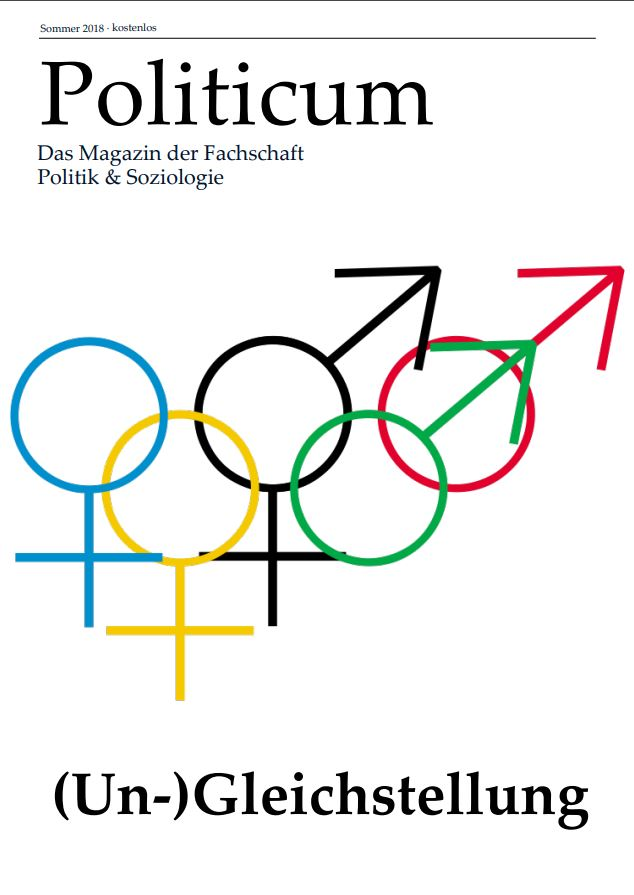 Sommer 2018 · kostenlos
Politicum
Das Magazin der Fachschaft
Politik & Soziologie
(Un-)Gleichstellung